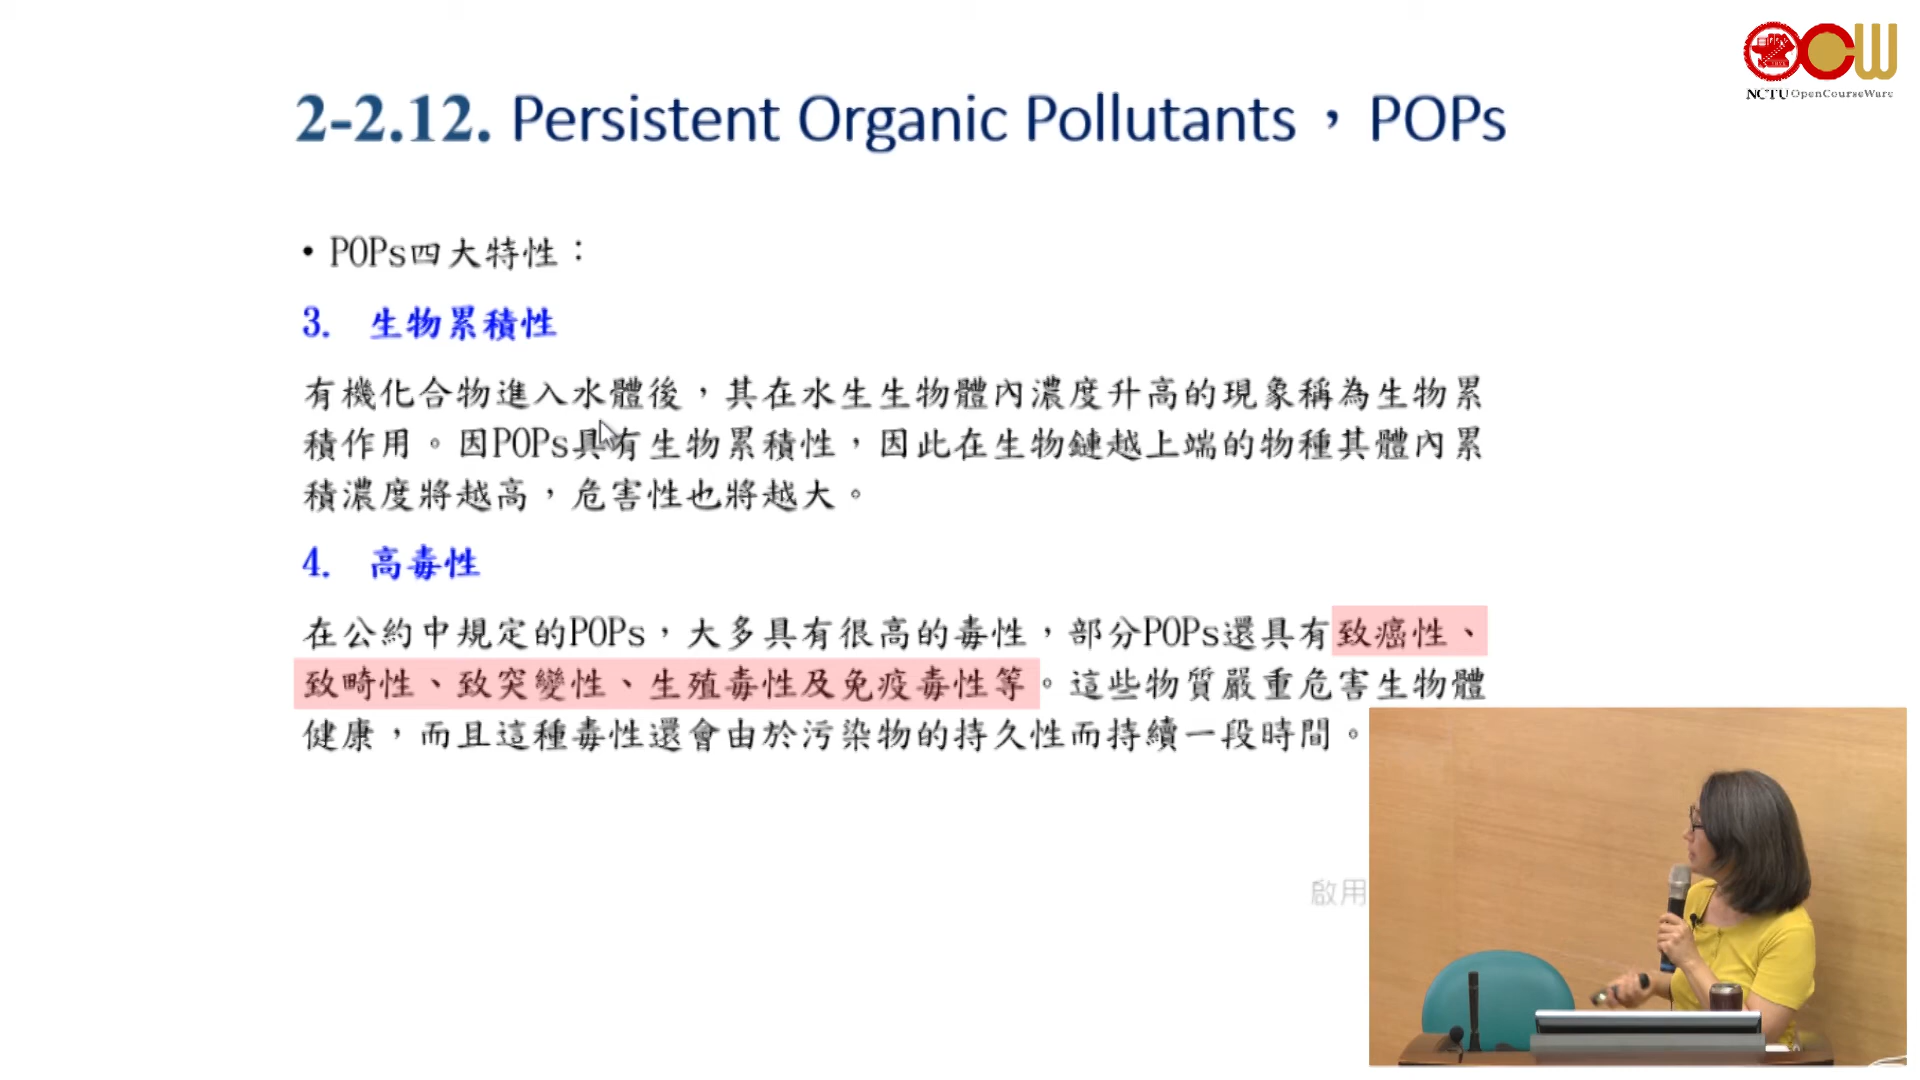 OCW
NCTU OpenCourseWare
2-2.12. Persistent Organic Pollutants，POPs
• POPs四大特性：
3. 生物累積性
有機化合物進入水體後，其在水生生物體內濃度升高的現象稱為生物累
積作用。因POPs具有生物累積性，因此在生物鏈越上端的物種其體內累
積濃度將越高，危害性也將越大。
4. 高毒性
在公約中規定的POPs，大多具有很高的毒性，部分POPs還具有致癌性、
致畸性、致突變性、生殖毒性及免疫毒性等。這些物質嚴重危害生物體
健康，而且這種毒性還會由於污染物的持久性而持續一段時間。
啟用